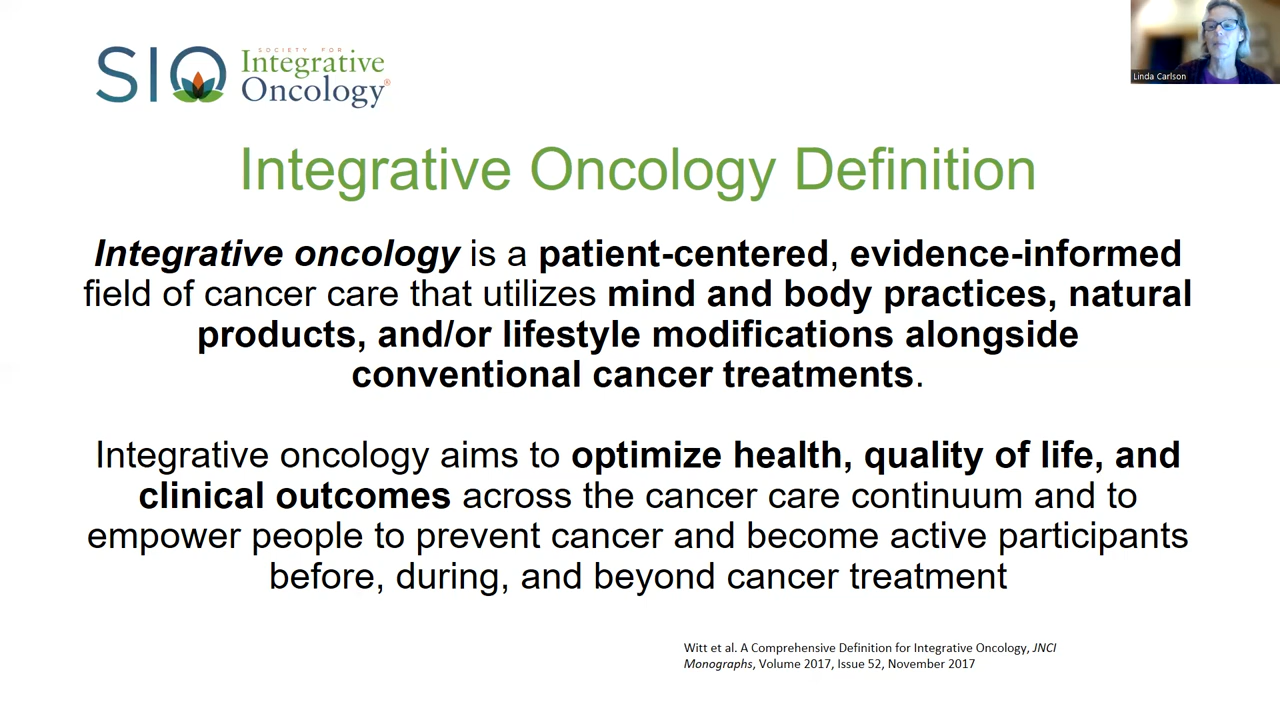 SIO
SOCIETY FOR
Integrative
Oncology®
Linda Carlson
Integrative Oncology Definition
Integrative oncology is a patient-centered, evidence-informed
field of cancer care that utilizes mind and body practices, natural
products, and/or lifestyle modifications alongside
conventional cancer treatments.
Integrative oncology aims to optimize health, quality of life, and
clinical outcomes across the cancer care continuum and to
empower people to prevent cancer and become active participants
before, during, and beyond cancer treatment
Witt et al. A Comprehensive Definition for Integrative Oncology, JNCI
Monographs, Volume 2017, Issue 52, November 2017